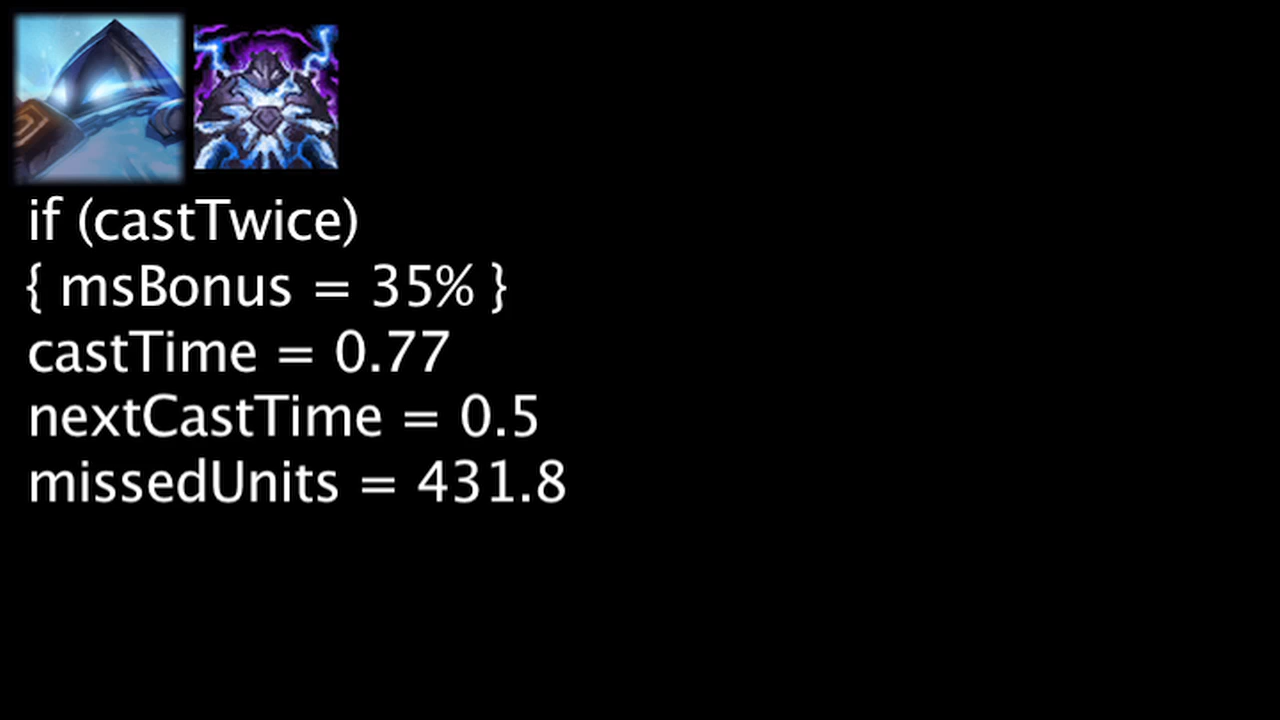 if (castTwice)
{ msBonus = 35% }
castTime = 0.77
nextCastTime = 0.5
missedUnits = 431.8